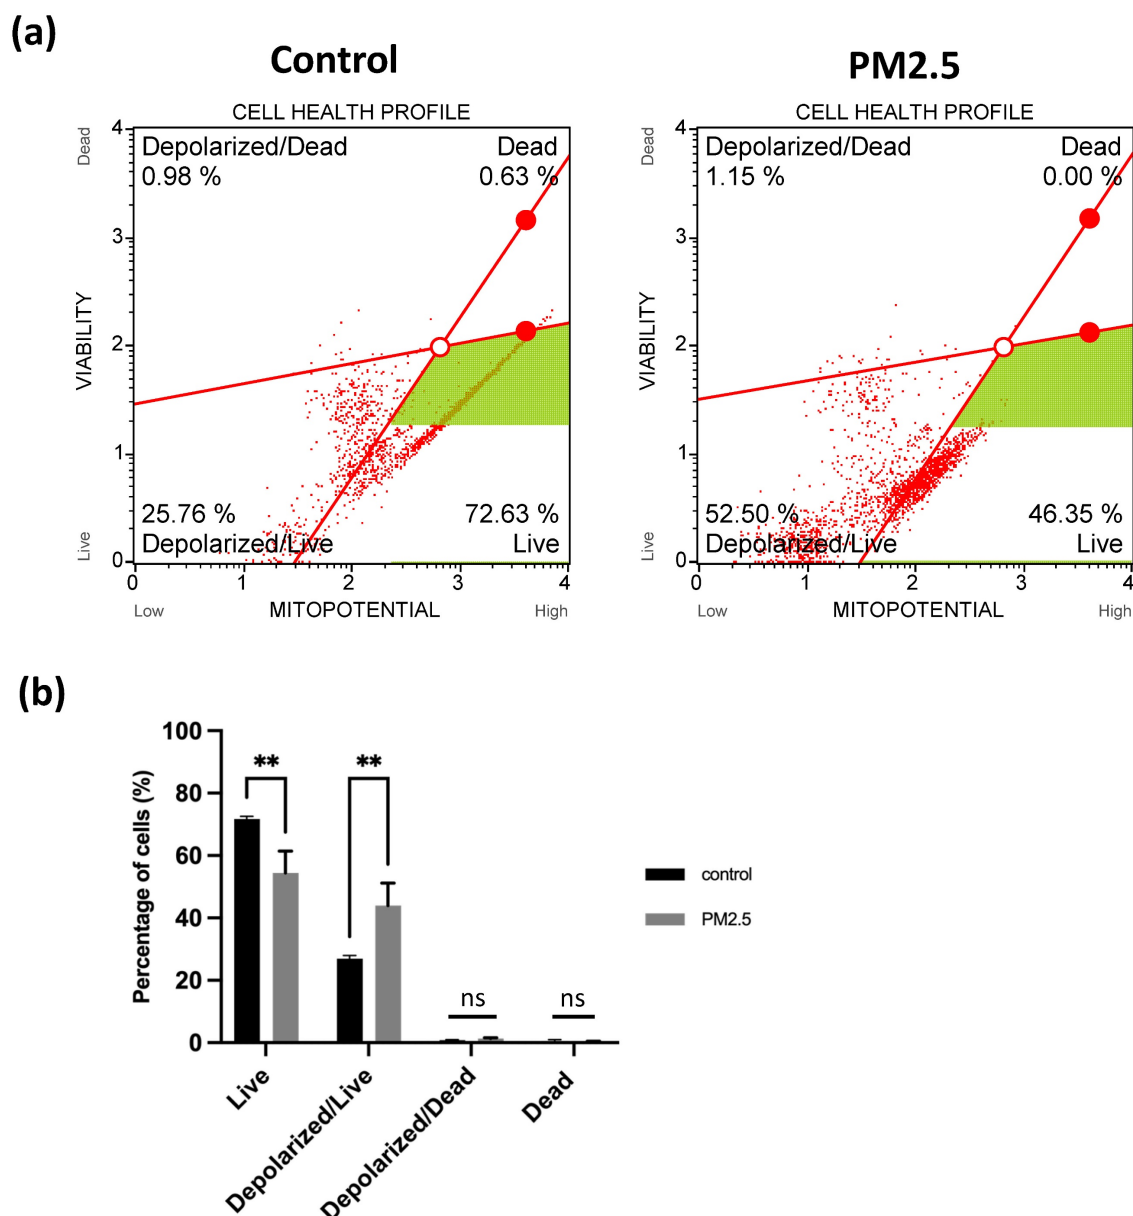 (a)
Control
CELL HEALTH PROFILE
Depolarized/Dead
Dead
0.98 %
0.63 %
25.76 %
72.63 %
Depolarized/Live
Live
VIABILITY
Dead
Live
4
3
2
1
0
0 1 2 3 4
Low
MITOPOTENTIAL
High
PM2.5
CELL HEALTH PROFILE
Depolarized/Dead
Dead
1.15 %
0.00 %
52.50 %
46.35 %
Depolarized/Live
Live
VIABILITY
Dead
Live
4
3
2
1
0
0 1 2 3 4
Low
MITOPOTENTIAL
High
(b)
Percentage of cells (%)
100
80
60
40
20
0
**
**
ns
ns
Live
Depolarized/Live
Depolarized/Dead
Dead
control
PM2.5